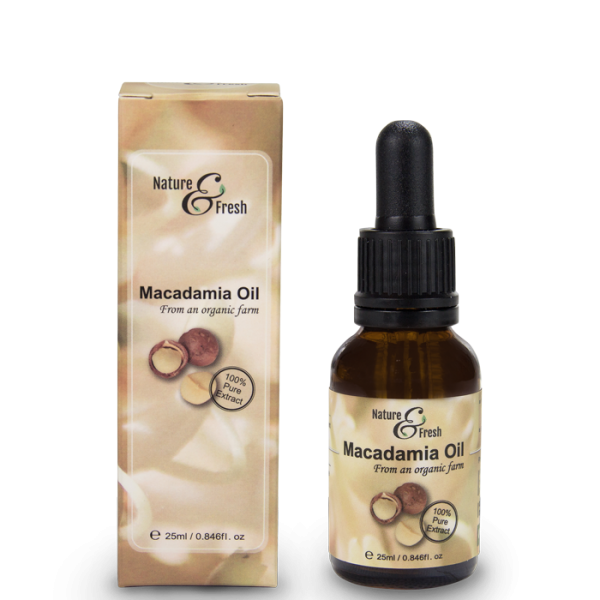 Nature
&
Fresh
Macadamia Oil
From an organic farm
100%
Pure
Extract
℮ 25ml / 0.846fl. oz
Nature
&
Fresh
Macadamia Oil
From an organic farm
100%
Pure
Extract
℮ 25ml / 0.846fl. oz